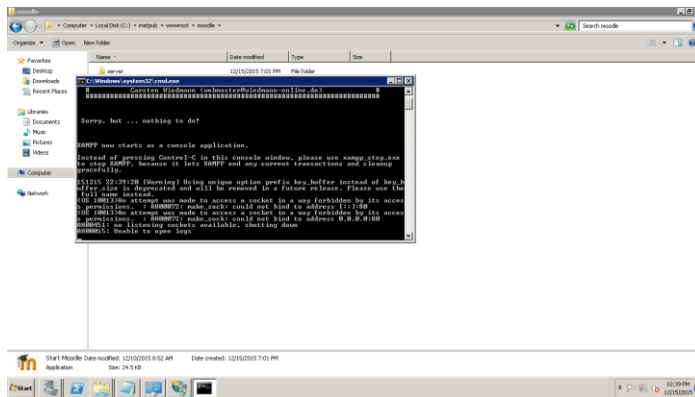 moodle
Computer
Local Disk (C:)
inetpub
wwwroot
moodle
Search moodle
Organize
Open
New folder
Name
Date modified
Type
Size
Favorites
Desktop
Downloads
Recent Places
Libraries
Documents
Music
Pictures
Videos
Computer
Network
server
12/15/2015 7:01 PM
File folder
C:\Windows\system32\cmd.exe
# Carsten Wiedmann <webmaster@wiedmann-online.de> #
Sorry, but ... nothing to do!
XAMPP now starts as a console application.
Instead of pressing Control-C in this console window, please use xampp_stop.exe
to stop XAMPP, because it lets XAMPP end any current transactions and cleanup
gracefully.
151215 22:39:20 [Warning] Using unique option prefix key_buffer instead of key_b
uffer_size is deprecated and will be removed in a future release. Please use the
full name instead.
(OS 10013)An attempt was made to access a socket in a way forbidden by its acces
s permissions. : AH00072: make_sock: could not bind to address [::]:80
(OS 10013)An attempt was made to access a socket in a way forbidden by its acces
s permissions. : AH00072: make_sock: could not bind to address 0.0.0.0:80
AH00451: no listening sockets available, shutting down
AH00015: Unable to open logs
Start Moodle
Date modified: 12/10/2015 8:52 AM
Date created: 12/15/2015 7:01 PM
Application
Size: 24.5 KB
Start
10:39 PM
12/15/2015